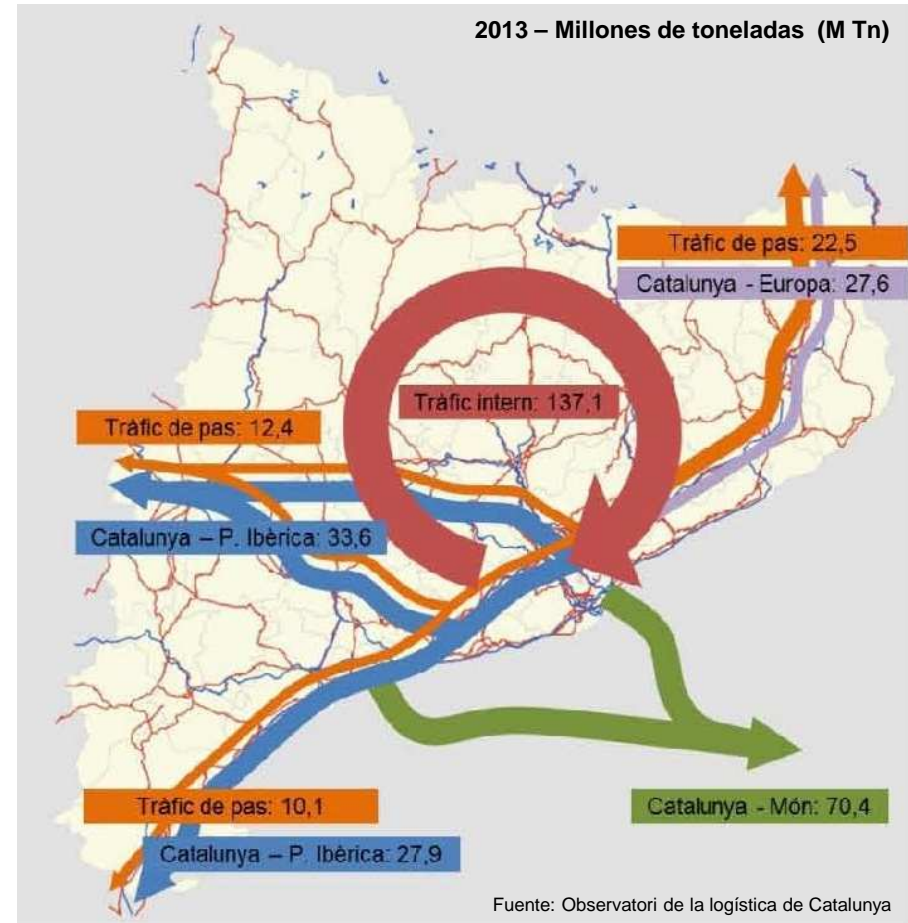 2013 – Millones de toneladas (M Tn)
Tràfic de pas: 22,5
Catalunya - Europa: 27,6
Tràfic intern: 137,1
Tràfic de pas: 12,4
Catalunya – P. Ibèrica: 33,6
Tràfic de pas: 10,1
Catalunya - Món: 70,4
Catalunya – P. Ibèrica: 27,9
Fuente: Observatori de la logística de Catalunya